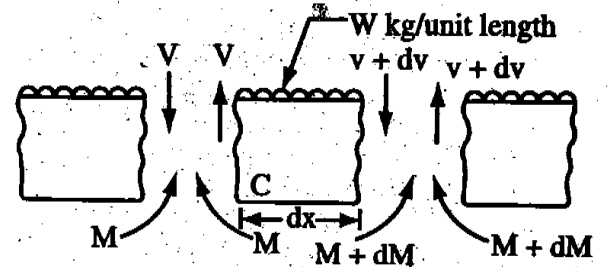 W kg/unit length
V V v + dv v + dv
C
dx
M M M + dM M + dM